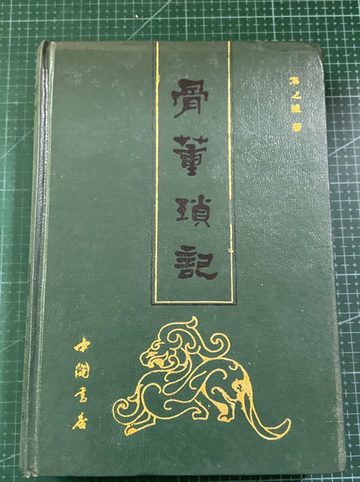 鄧之誠 著
骨董瑣記
中國書店